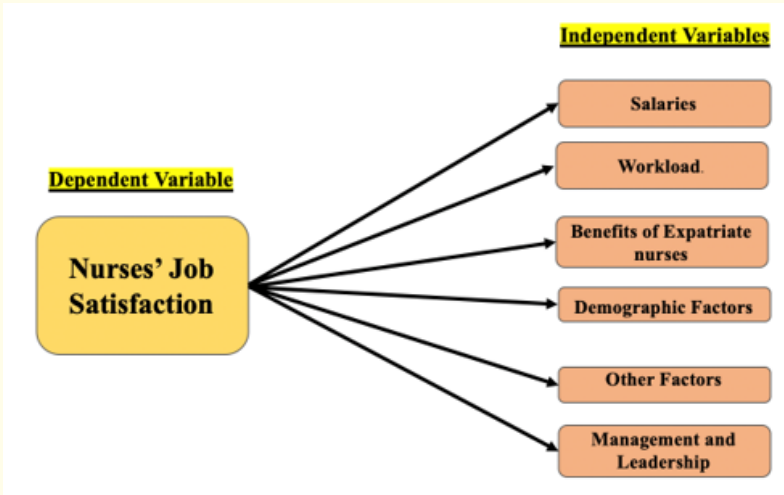 Independent Variables
Salaries
Workload.
Dependent Variable
Benefits of Expatriate
nurses
Nurses’ Job
Satisfaction
Demographic Factors
Other Factors
Management and
Leadership